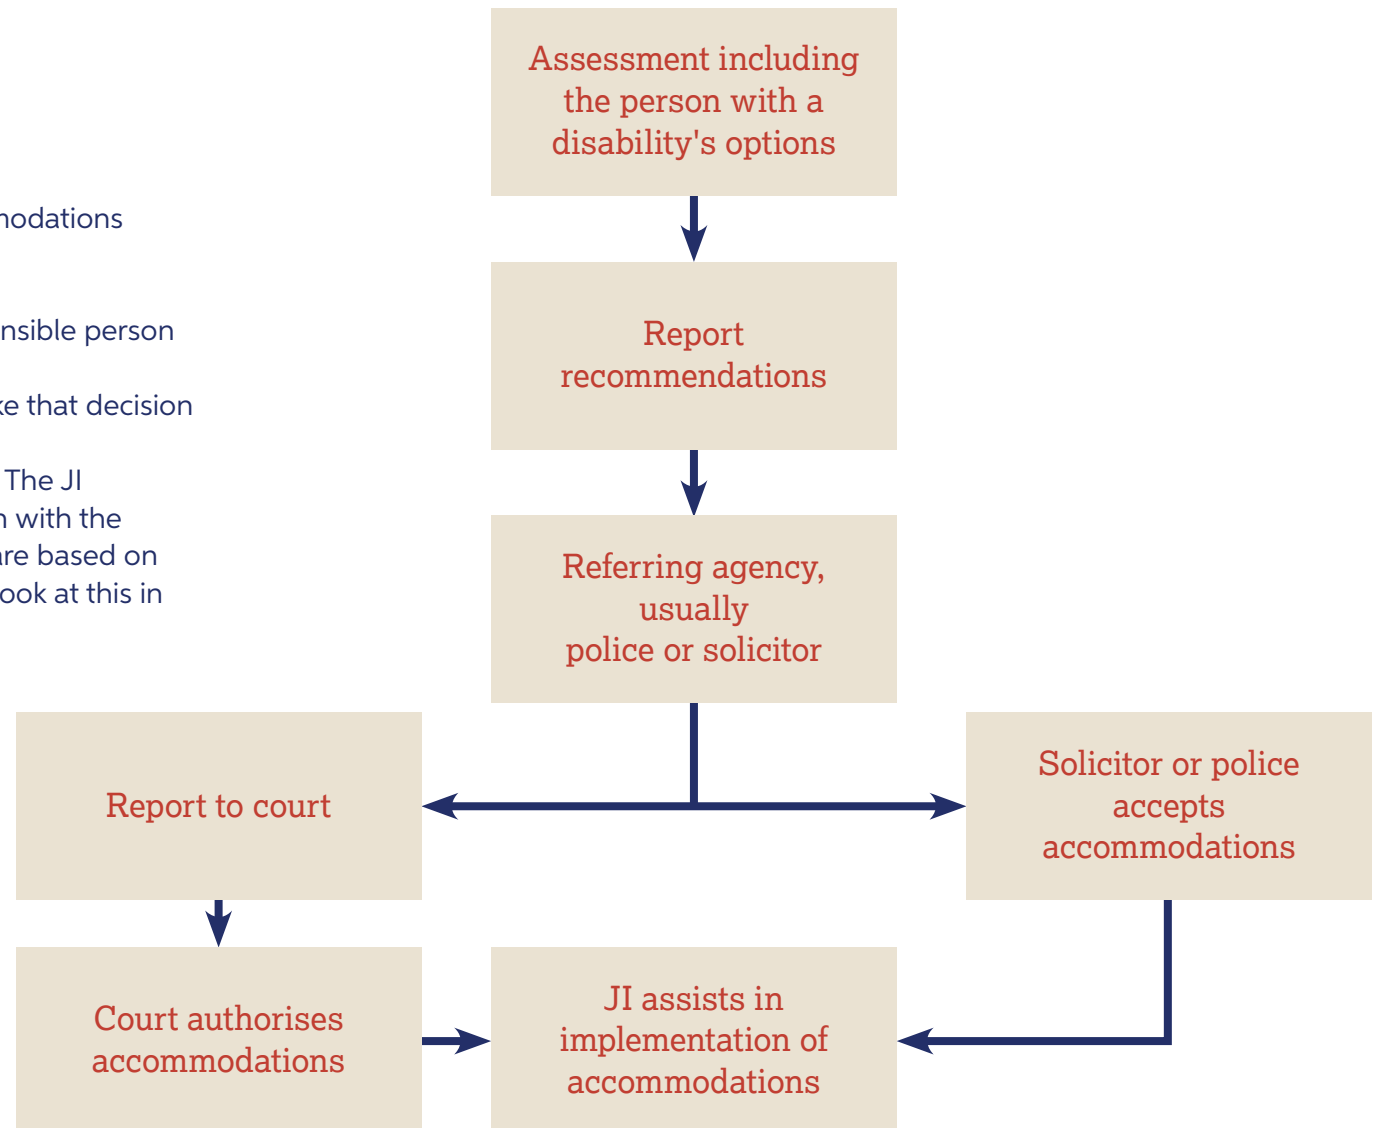 Assessment including
the person with a
disability's options
modations
nsible person
ke that decision
The JI
n with the
are based on
ook at this in
Report
recommendations
Referring agency,
usually
police or solicitor
Report to court
Solicitor or police
accepts
accommodations
Court authorises
accommodations
JI assists in
implementation of
accommodations